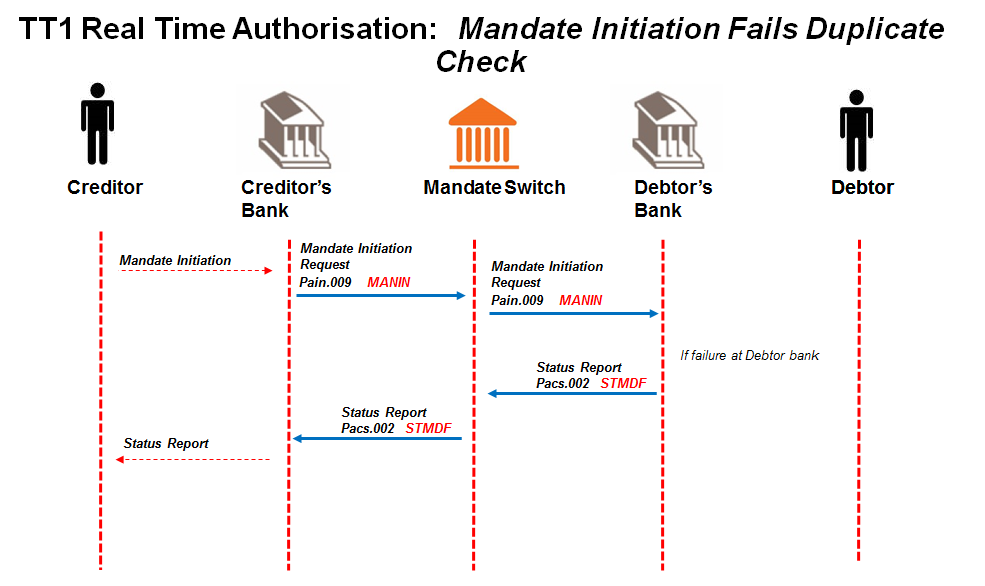 TT1 Real Time Authorisation: Mandate Initiation Fails Duplicate
Check
Creditor
Creditor's
Bank
Mandate Switch
Debtor's
Bank
Debtor
Mandate Initiation
Mandate Initiation
Request
Pain.009 MANIN
Mandate Initiation
Request
Pain.009 MANIN
If failure at Debtor bank
Status Report
Pacs.002 STMDF
Status Report
Pacs.002 STMDF
Status Report